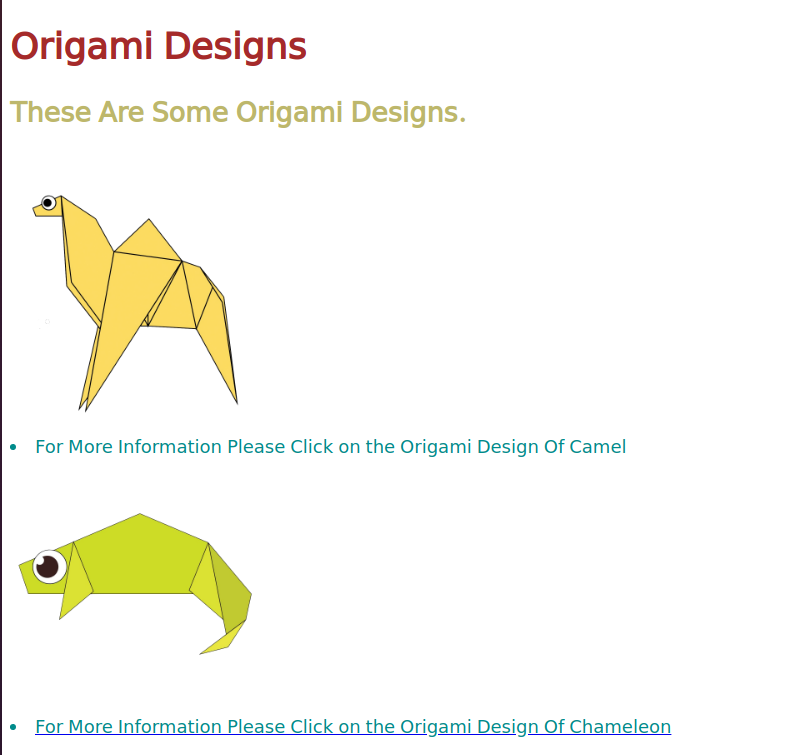 Origami Designs
These Are Some Origami Designs.
For More Information Please Click on the Origami Design Of Camel
For More Information Please Click on the Origami Design Of Chameleon